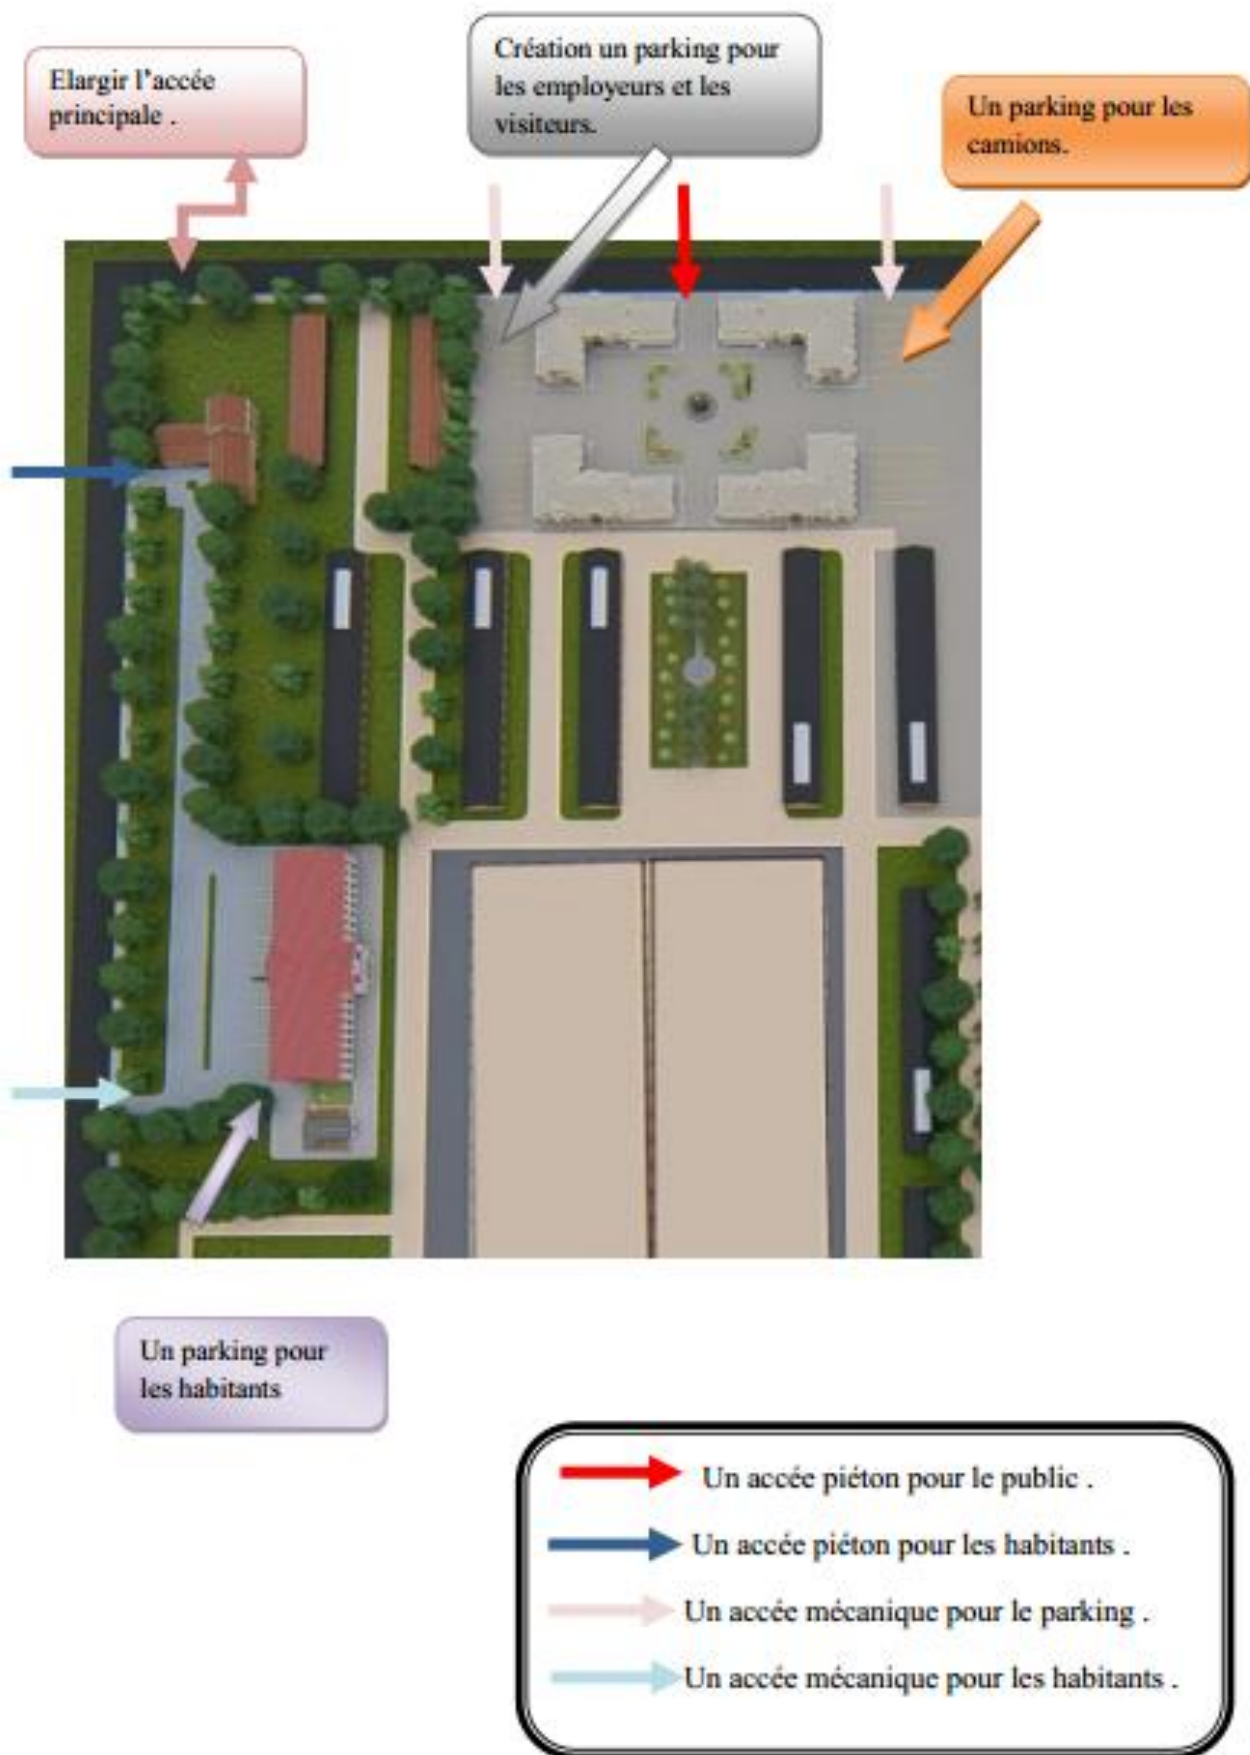 Elargir l'accée
principale .
Création un parking pour
les employeurs et les
visiteurs.
Un parking pour les
camions.
Un parking pour
les habitants
Un accée piéton pour le public .
Un accée piéton pour les habitants .
Un accée mécanique pour le parking .
Un accée mécanique pour les habitants .